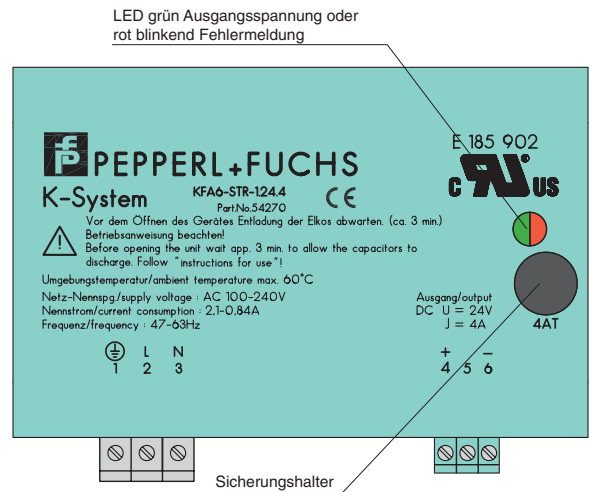 LED grün Ausgangsspannung oder
rot blinkend Fehlermeldung
PEPPERL+FUCHS
E 185 902
C US
K-System
KFA6-STR-1.24.4
Part.No.54270
CE
Vor dem Öffnen des Gerätes Entladung der Elkos abwarten. (ca. 3 min.)
Betriebsanweisung beachten!
Before opening the unit wait app. 3 min. to allow the capacitors to
discharge. Follow "instructions for use"!
Umgebungstemperatur/ambient temperature max. 60°C
Netz-Nennspg./supply voltage : AC 100-240V
Nennstrom/current consumption : 2,1-0,84A
Frequenz/frequency : 47-63Hz
Ausgang/output
DC U = 24V
J = 4A
4AT
L N
1 2 3
+ −
4 5 6
Sicherungshalter